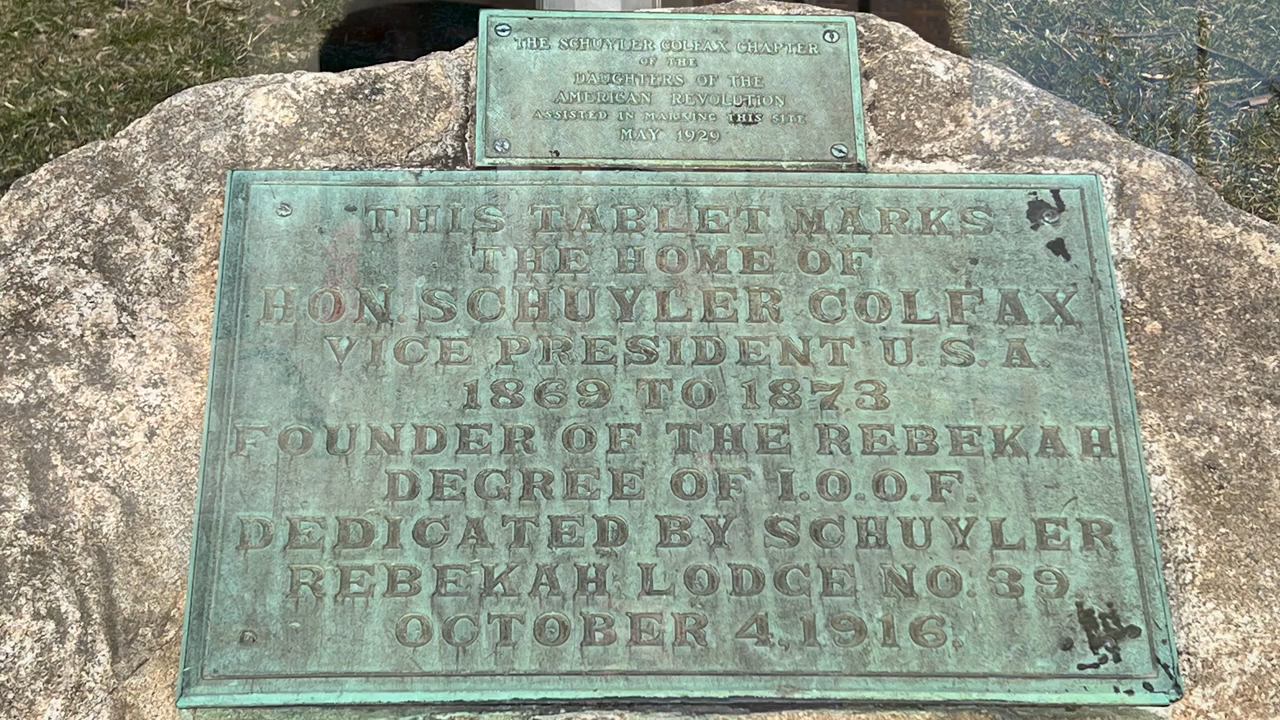 THE SCHUYLER COLFAX CHAPTER
OF THE
DAUGHTERS OF THE
AMERICAN REVOLUTION
ASSISTED IN MARKING THIS SITE
MAY 1929
THIS TABLET MARKS
THE HOME OF
HON. SCHUYLER COLFAX
VICE PRESIDENT U.S.A.
1869 TO 1873
FOUNDER OF THE REBEKAH
DEGREE OF I.O.O.F.
DEDICATED BY SCHUYLER
REBEKAH LODGE NO. 39
OCTOBER 4, 1916.